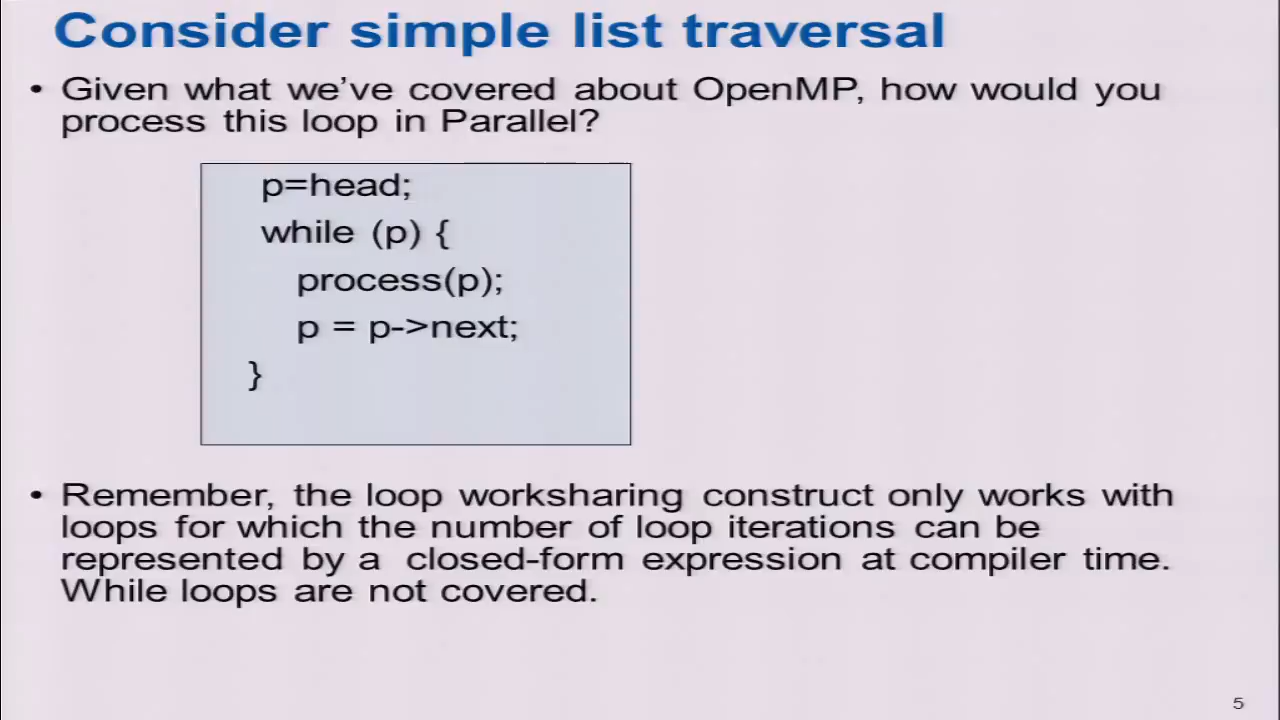 Consider simple list traversal
• Given what we've covered about OpenMP, how would you
process this loop in Parallel?
p=head;
while (p) {
process(p);
p = p->next;
}
• Remember, the loop worksharing construct only works with
loops for which the number of loop iterations can be
represented by a closed-form expression at compiler time.
While loops are not covered.
5